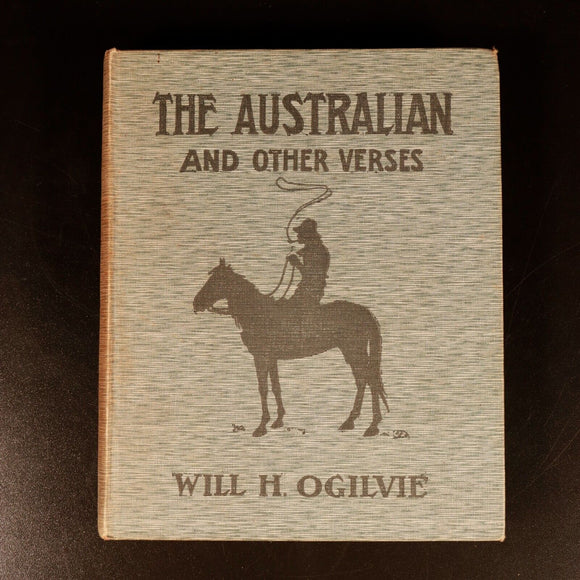 THE AUSTRALIAN
AND OTHER VERSES
WILL H. OGILVIE